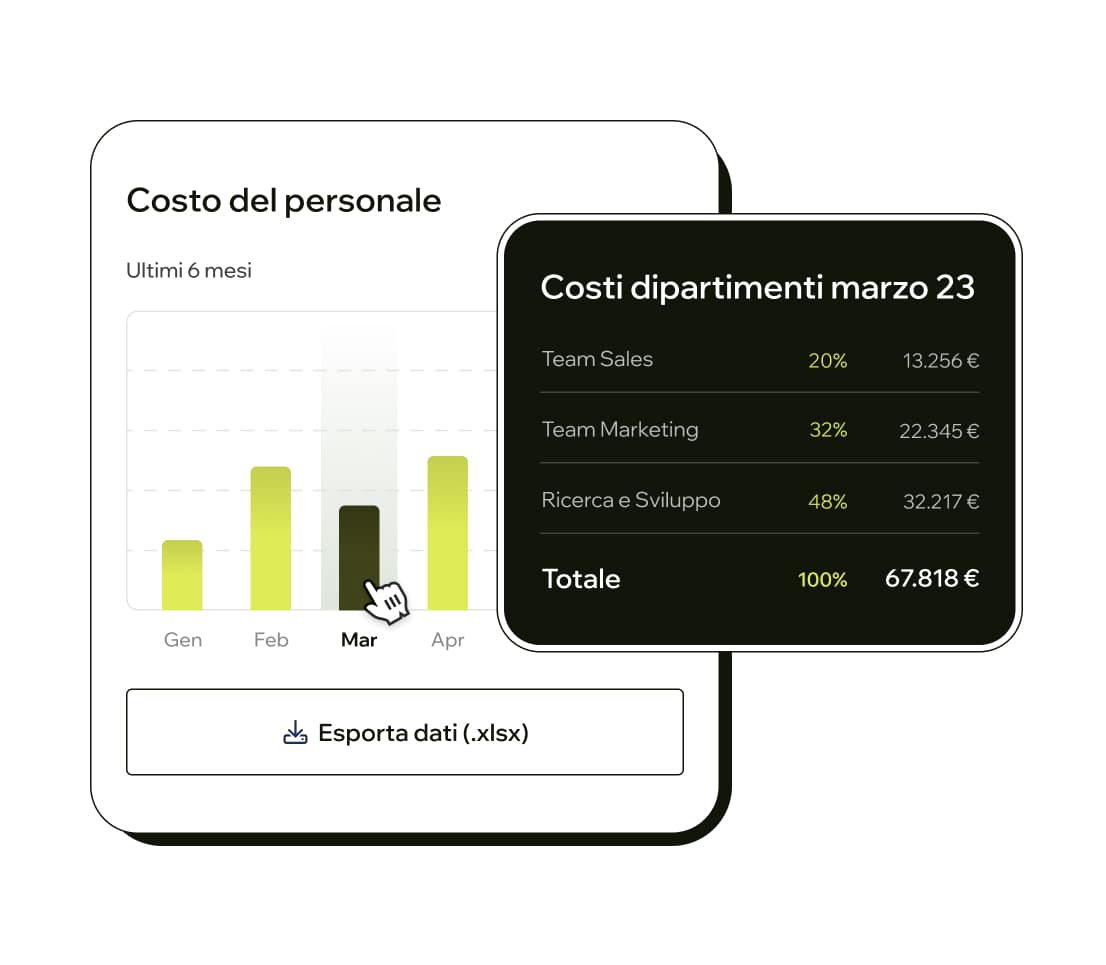 Costo del personale
Ultimi 6 mesi
Gen Feb Mar Apr
Esporta dati (.xlsx)
Costi dipartimenti marzo 23
Team Sales 20% 13.256 €
Team Marketing 32% 22.345 €
Ricerca e Sviluppo 48% 32.217 €
Totale 100% 67.818 €